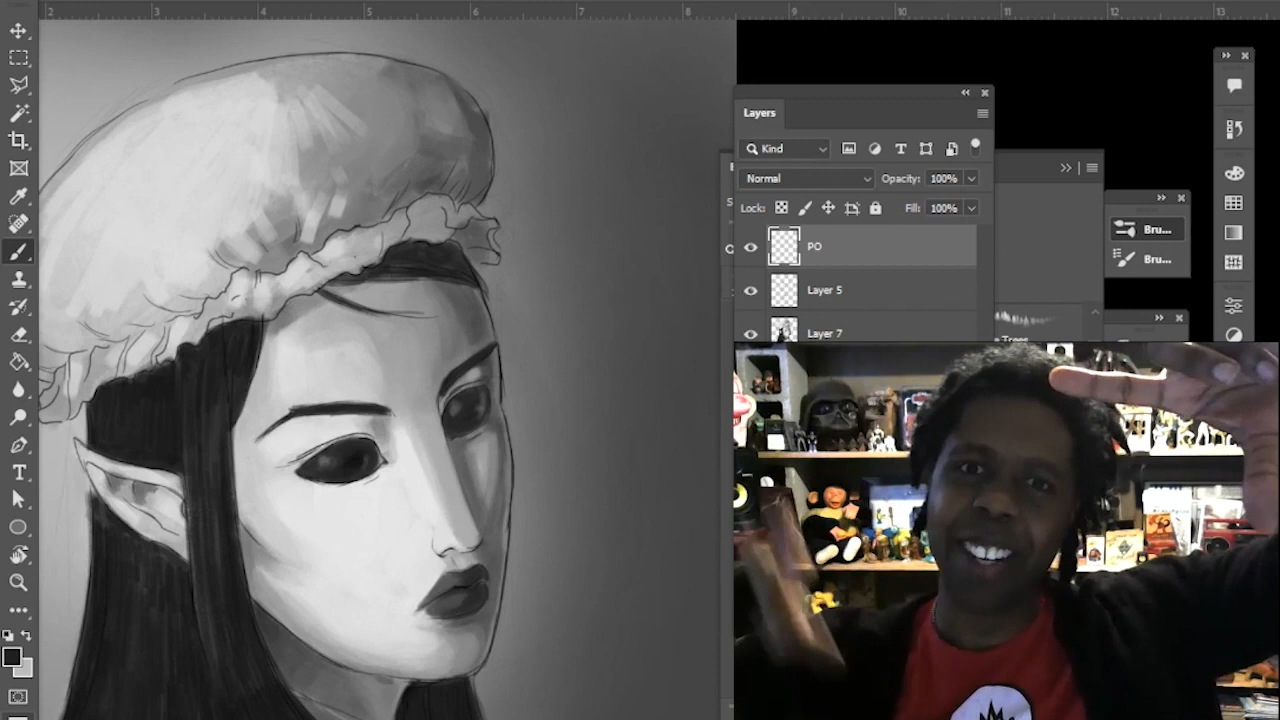 2 3 4 5 6 7 8 9 10 11 12 13
Layers
Kind
Normal Opacity: 100%
Lock: Fill: 100%
PO
Layer 5
Layer 7
Bru...
Bru...